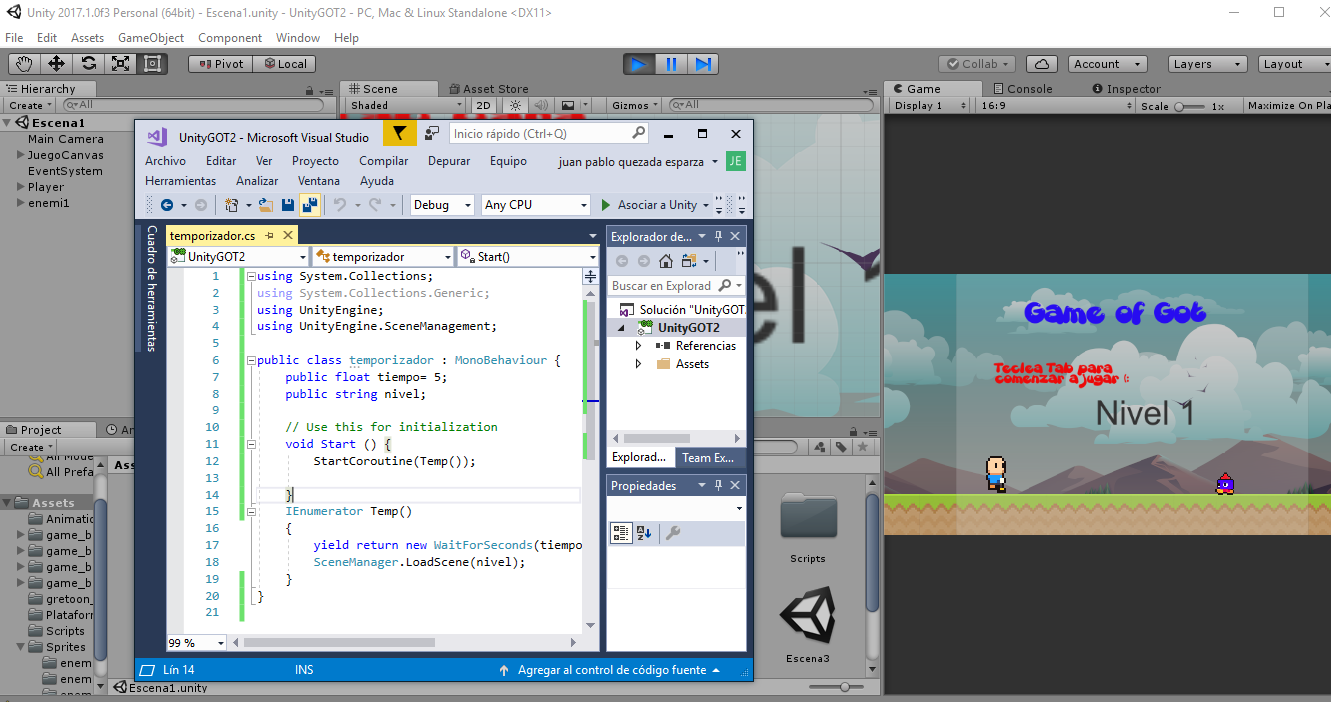 Unity 2017.1.0f3 Personal (64bit) - Escena1.unity - UnityGOT2 - PC, Mac & Linux Standalone <DX11>
File Edit Assets GameObject Component Window Help
Pivot Local Collab Account Layers Layout
Hierarchy
Create All
Escena1
Main Camera
JuegoCanvas
EventSystem
Player
enemi1
Scene Asset Store
Shaded 2D Gizmos All
Game Console Inspector
Display 1 16:9 Scale 1x Maximize On Pla
UnityGOT2 - Microsoft Visual Studio
Inicio rápido (Ctrl+Q)
Archivo Editar Ver Proyecto Compilar Depurar Equipo
juan pablo quezada esparza JE
Herramientas Analizar Ventana Ayuda
Debug Any CPU Asociar a Unity
Cuadro de herramientas
temporizador.cs
UnityGOT2 temporizador Start()
1 using System.Collections;
2 using System.Collections.Generic;
3 using UnityEngine;
4 using UnityEngine.SceneManagement;
5
6 public class temporizador : MonoBehaviour {
7 public float tiempo= 5;
8 public string nivel;
9
10 // Use this for initialization
11 void Start () {
12 StartCoroutine(Temp());
13
14 }
15 IEnumerator Temp()
16 {
17 yield return new WaitForSeconds(tiempo
18 SceneManager.LoadScene(nivel);
19 }
20 }
21
99 %
Lín 14 INS Agregar al control de código fuente
Explorador de...
Buscar en Explorad
Solución "UnityGOT
UnityGOT2
Referencias
Assets
Explorad... Team Ex...
Propiedades
el 1
Game of Got
Teclea Tab para
comenzar a jugar (:
Nivel 1
Project An
Create
All Mode
All Prefa
Assets
Animatio
game_b
game_b
game_b
game_b
gretoon_
Plataform
Scripts
Sprites
enem
enem
enem
Ass
Scripts
Escena3
Escena1.unity